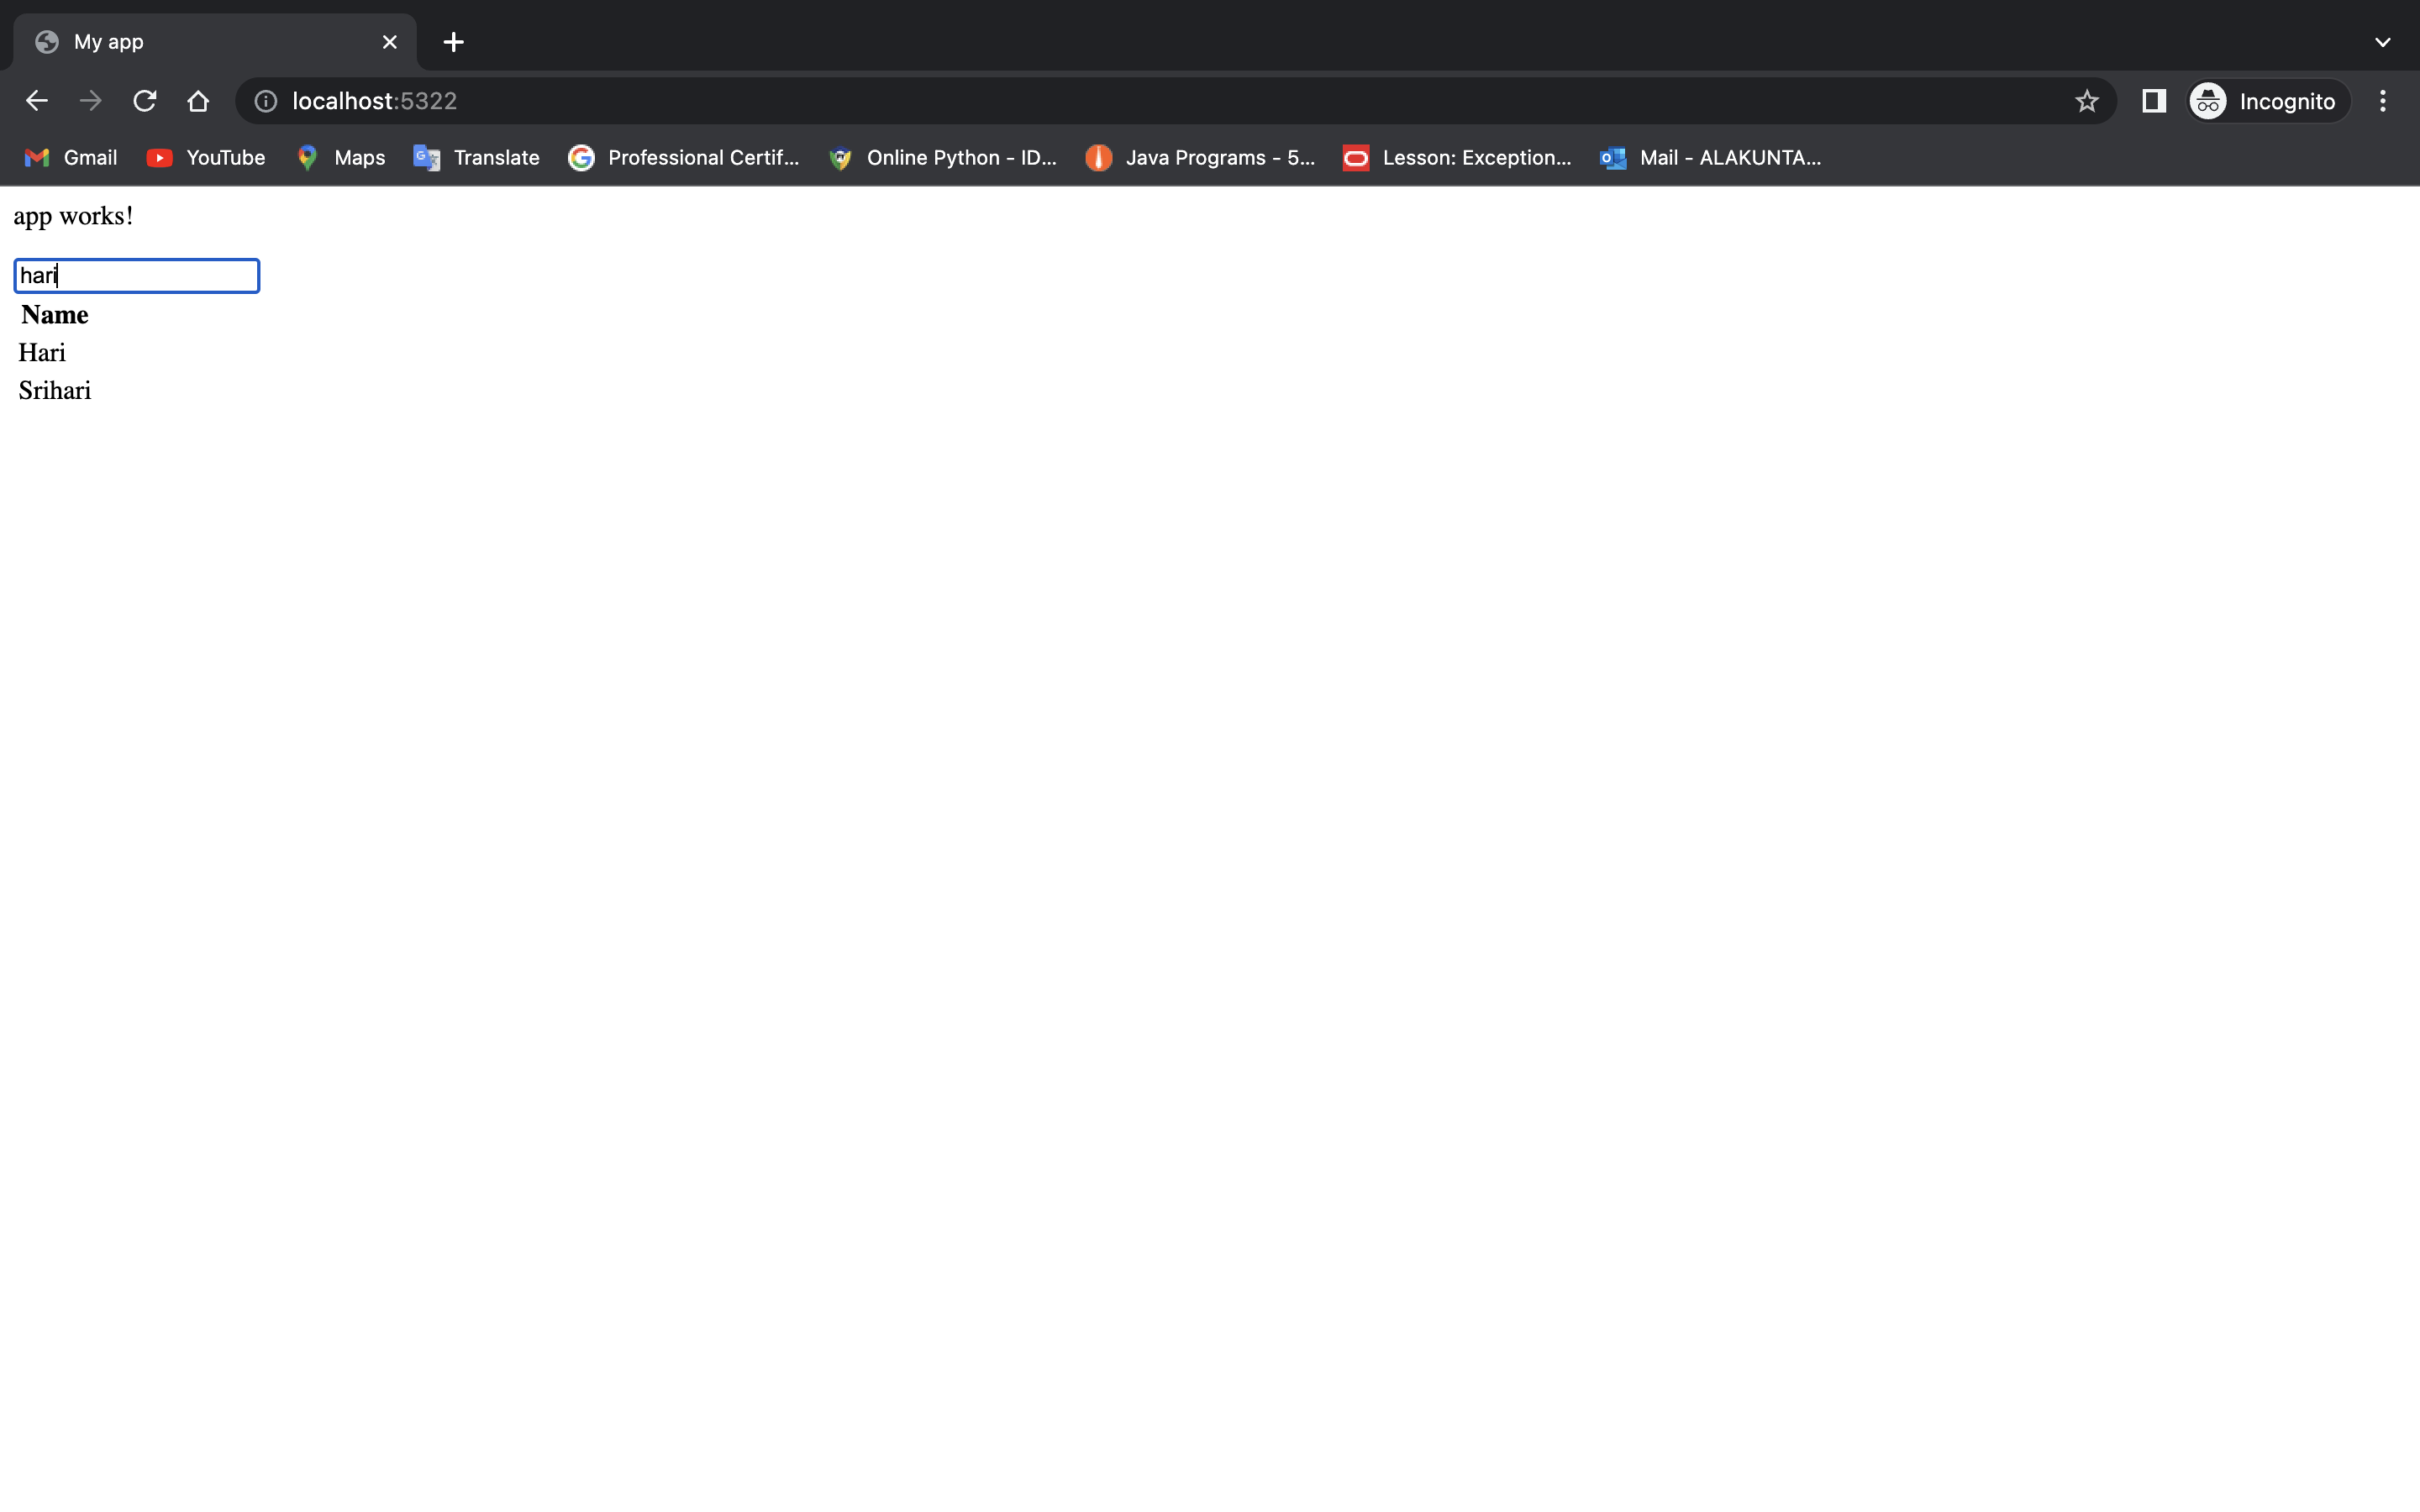 My app
localhost:5322
Incognito
Gmail YouTube Maps Translate Professional Certif... Online Python - ID... Java Programs - 5... Lesson: Exception... Mail - ALAKUNTA...
app works!
hari
Name
Hari
Srihari